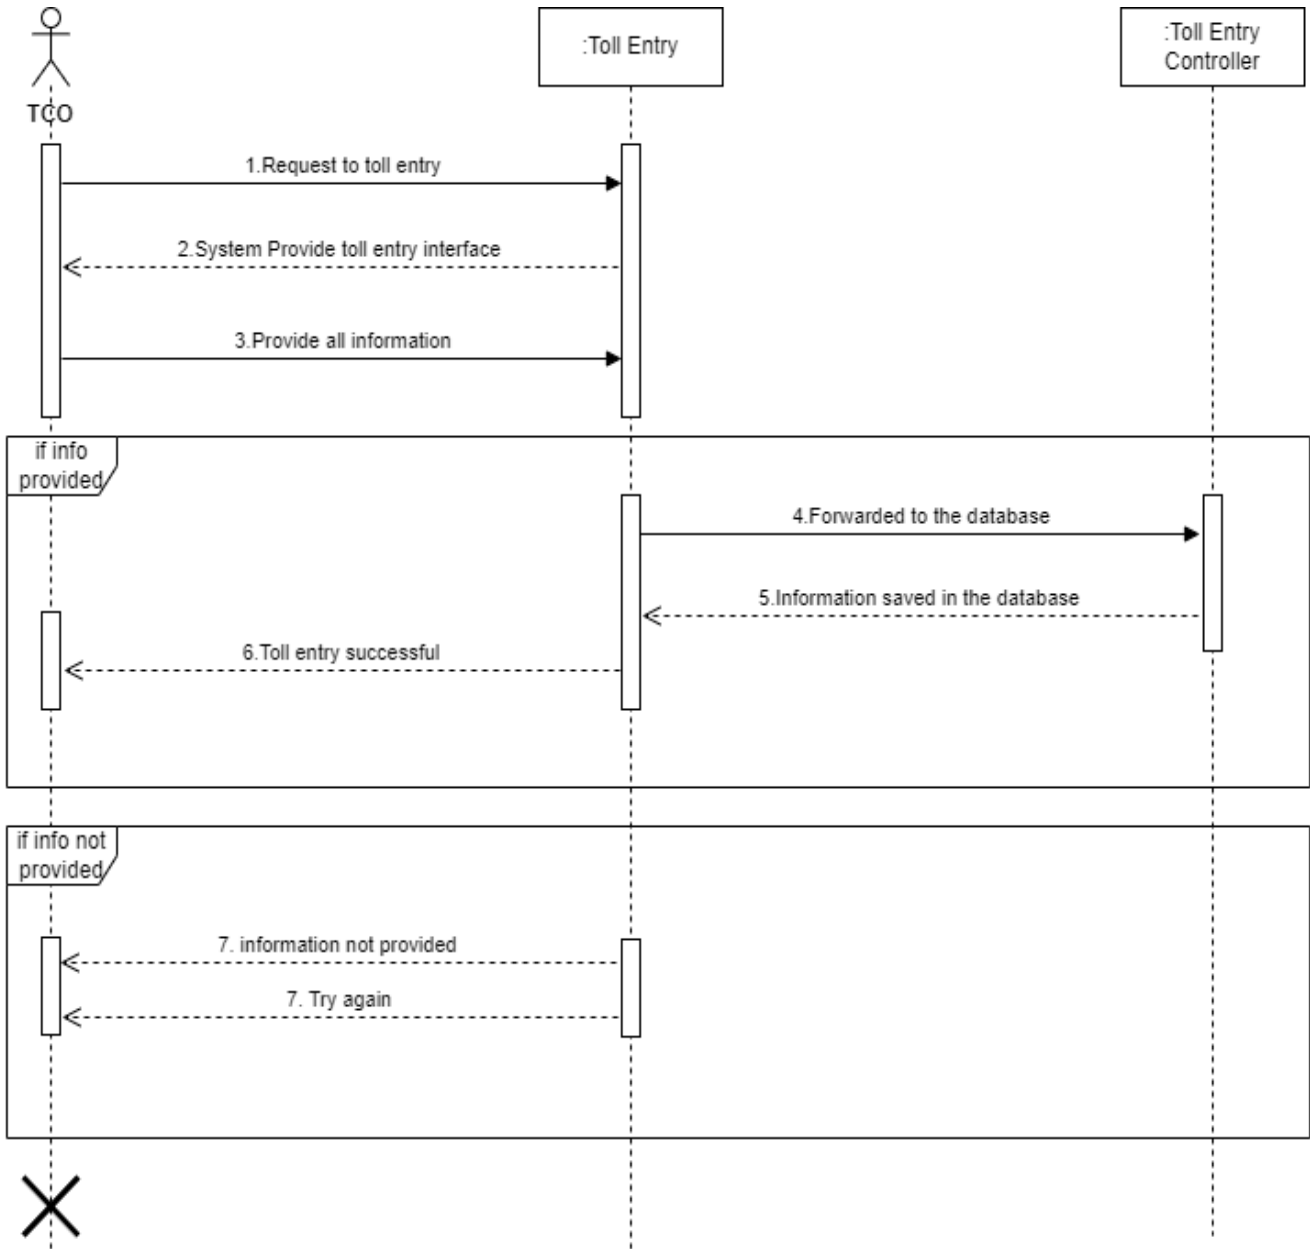 :Toll Entry
:Toll Entry
Controller
TCO
1.Request to toll entry
2.System Provide toll entry interface
3.Provide all information
if info
provided
4.Forwarded to the database
5.Information saved in the database
6.Toll entry successful
if info not
provided
7. information not provided
7. Try again